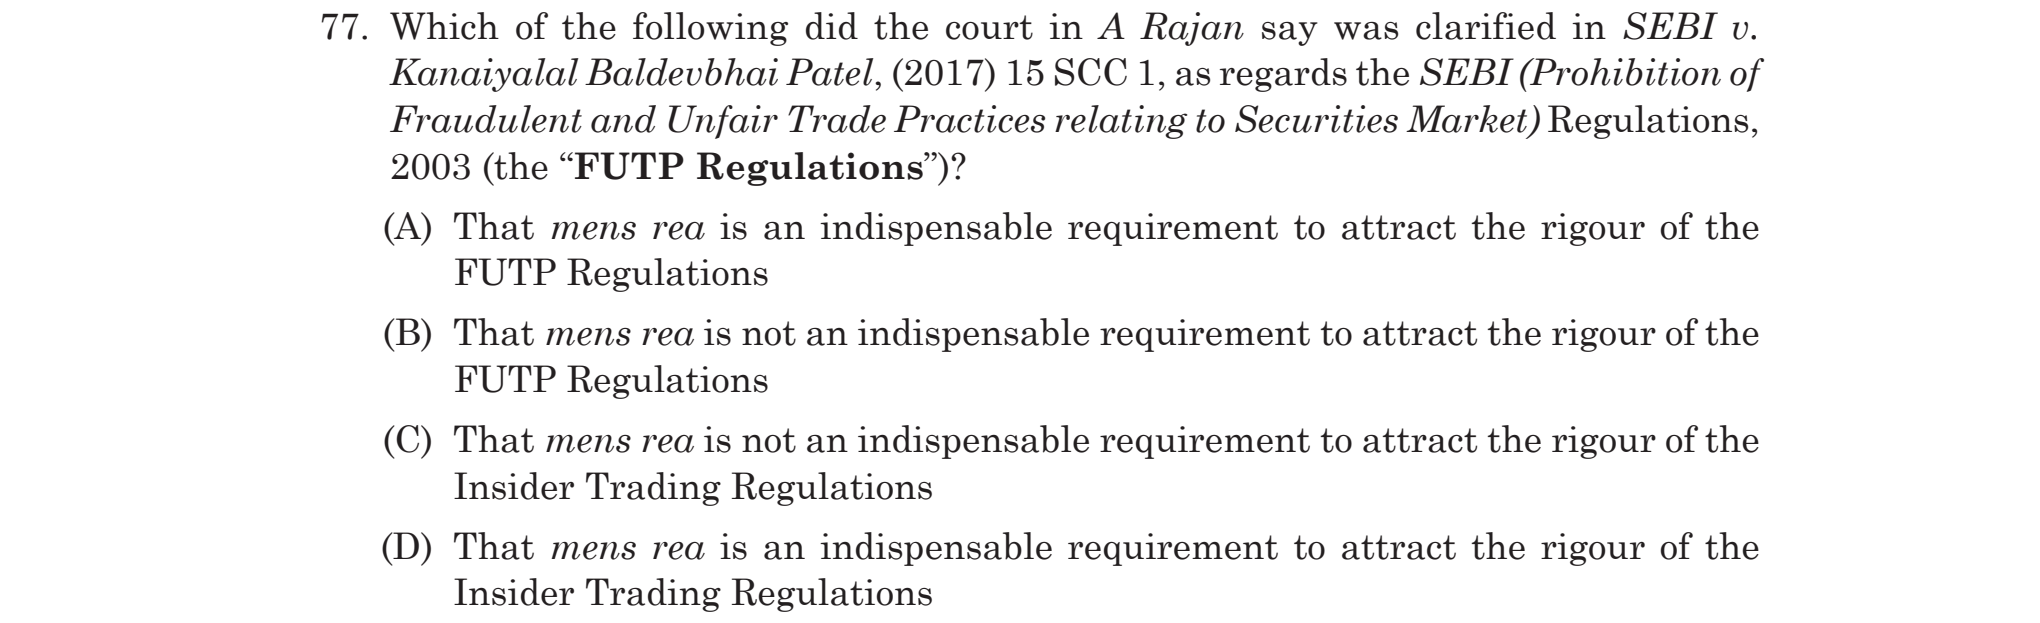 77. Which of the following did the court in A Rajan say was clarified in SEBI v.
Kanaiyalal Baldevbhai Patel, (2017) 15 SCC 1, as regards the SEBI (Prohibition of
Fraudulent and Unfair Trade Practices relating to Securities Market) Regulations,
2003 (the “FUTP Regulations”)?
(A) That mens rea is an indispensable requirement to attract the rigour of the
FUTP Regulations
(B) That mens rea is not an indispensable requirement to attract the rigour of the
FUTP Regulations
(C) That mens rea is not an indispensable requirement to attract the rigour of the
Insider Trading Regulations
(D) That mens rea is an indispensable requirement to attract the rigour of the
Insider Trading Regulations